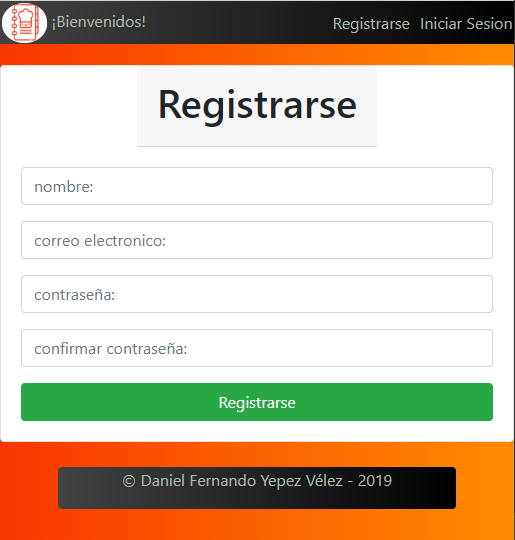 ¡Bienvenidos!
Registrarse Iniciar Sesion
Registrarse
nombre:
correo electronico:
contraseña:
confirmar contraseña:
Registrarse
© Daniel Fernando Yepez Vélez - 2019